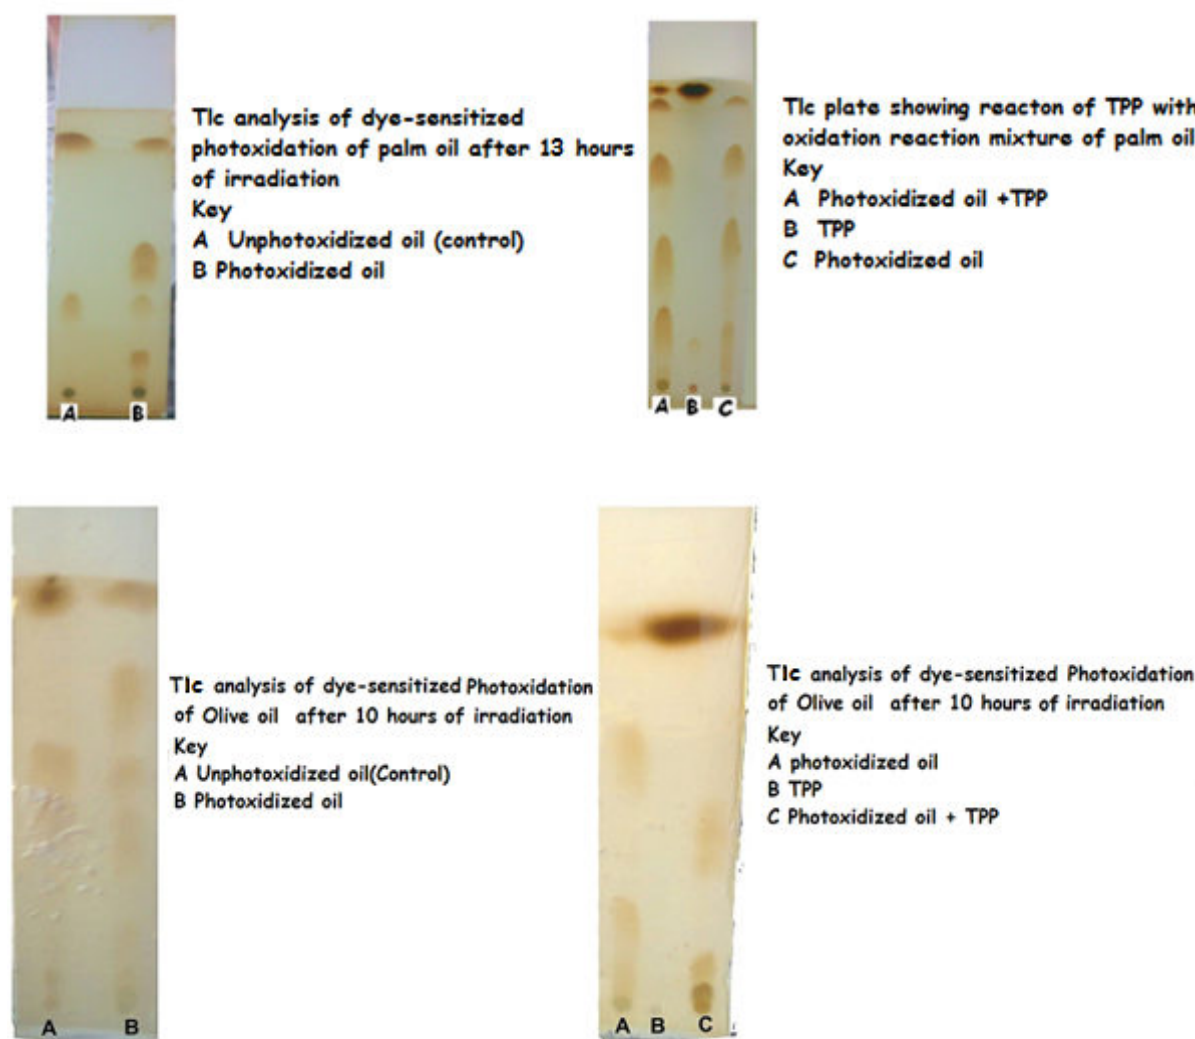 Tlc analysis of dye-sensitized
photoxidation of palm oil after 13 hours
of irradiation
Key
A Unphotoxidized oil (control)
B Photoxidized oil
A B
Tlc plate showing reacton of TPP with
oxidation reaction mixture of palm oil
Key
A Photoxidized oil +TPP
B TPP
C Photoxidized oil
A B C
Tlc analysis of dye-sensitized Photoxidation
of Olive oil after 10 hours of irradiation
Key
A Unphotoxidized oil(Control)
B Photoxidized oil
A B
Tlc analysis of dye-sensitized Photoxidation
of Olive oil after 10 hours of irradiation
Key
A photoxidized oil
B TPP
C Photoxidized oil + TPP
A B C